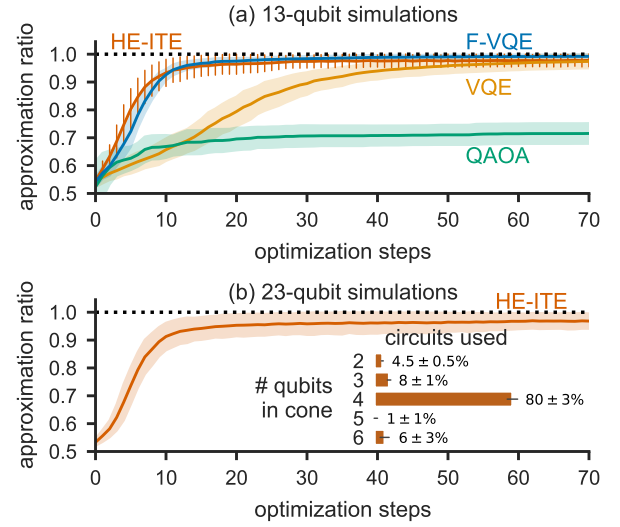 (a) 13-qubit simulations
HE-ITE
F-VQE
VQE
QAOA
approximation ratio
1.0
0.9
0.8
0.7
0.6
0.5
0 10 20 30 40 50 60 70
optimization steps
(b) 23-qubit simulations
HE-ITE
approximation ratio
1.0
0.9
0.8
0.7
0.6
0.5
circuits used
# qubits
in cone
2 4.5 ± 0.5%
3 8 ± 1%
4 80 ± 3%
5 1 ± 1%
6 6 ± 3%
0 10 20 30 40 50 60 70
optimization steps